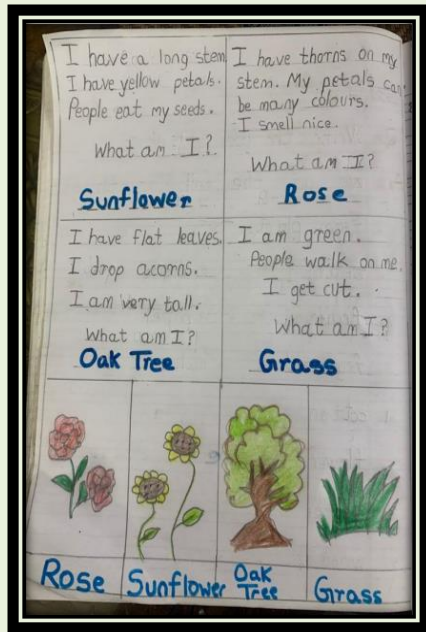 I have a long stem
I have yellow petals.
People eat my seeds.
What am I?
Sunflower
I have thorns on my
stem. My petals can
be many colours.
I smell nice.
What am I?
Rose
I have flat leaves.
I drop acorns.
I am very tall.
What am I?
Oak Tree
I am green.
People walk on me.
I get cut.
What am I?
Grass
Rose
Sunflower
Oak
Tree
Grass